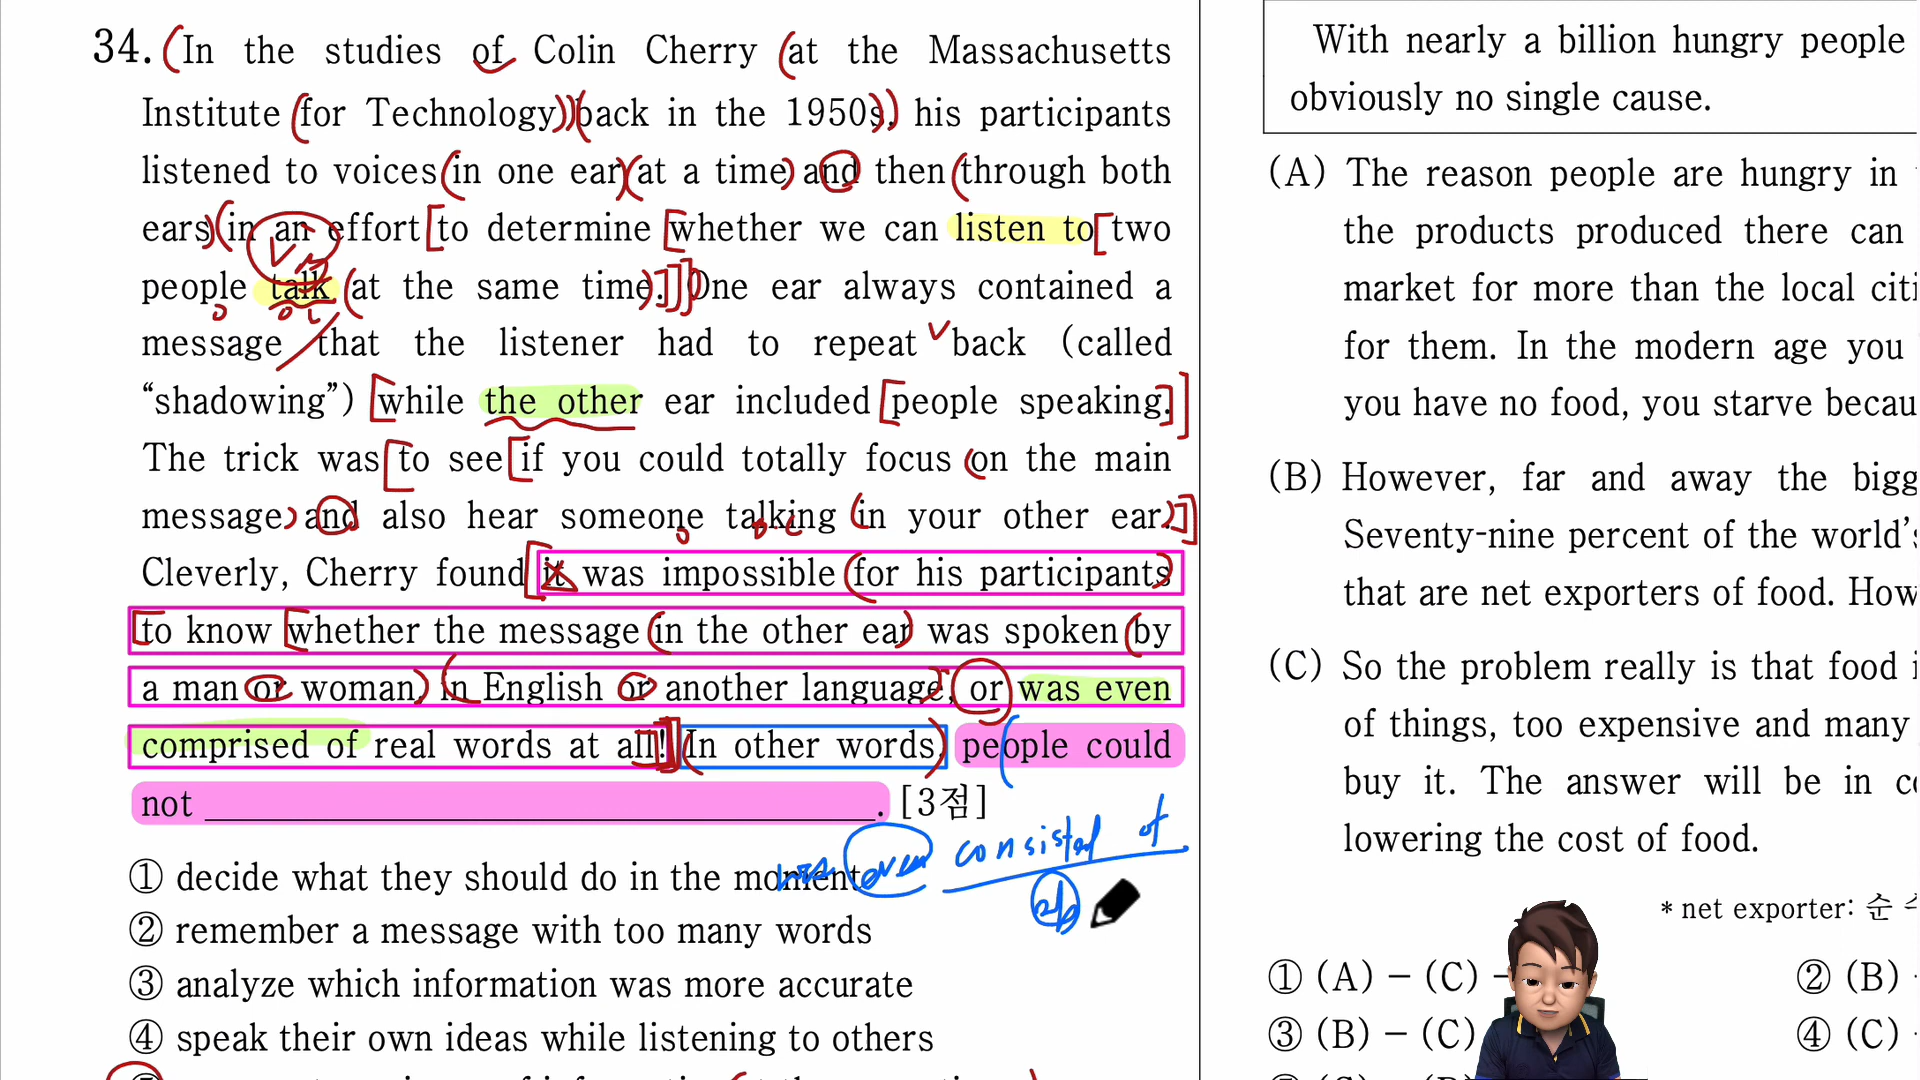 34. In the studies of Colin Cherry at the Massachusetts
Institute for Technology back in the 1950s, his participants
listened to voices in one ear at a time and then through both
ears in an effort to determine whether we can listen to two
people talk at the same time. One ear always contained a
message that the listener had to repeat back (called
“shadowing”) while the other ear included people speaking.
The trick was to see if you could totally focus on the main
message and also hear someone talking in your other ear.
Cleverly, Cherry found it was impossible for his participants
to know whether the message in the other ear was spoken by
a man or woman, in English or another language, or was even
comprised of real words at all! In other words, people could
not ______________________________. [3점]
consisted of
① decide what they should do in the moment
② remember a message with too many words
③ analyze which information was more accurate
④ speak their own ideas while listening to others
With nearly a billion hungry people
obviously no single cause.
(A) The reason people are hungry in
the products produced there can
market for more than the local citi
for them. In the modern age you
you have no food, you starve becau
(B) However, far and away the bigg
Seventy-nine percent of the world's
that are net exporters of food. How
(C) So the problem really is that food i
of things, too expensive and many
buy it. The answer will be in co
lowering the cost of food.
* net exporter: 순
① (A) － (C) －
② (B)
③ (B) － (C)
④ (C)